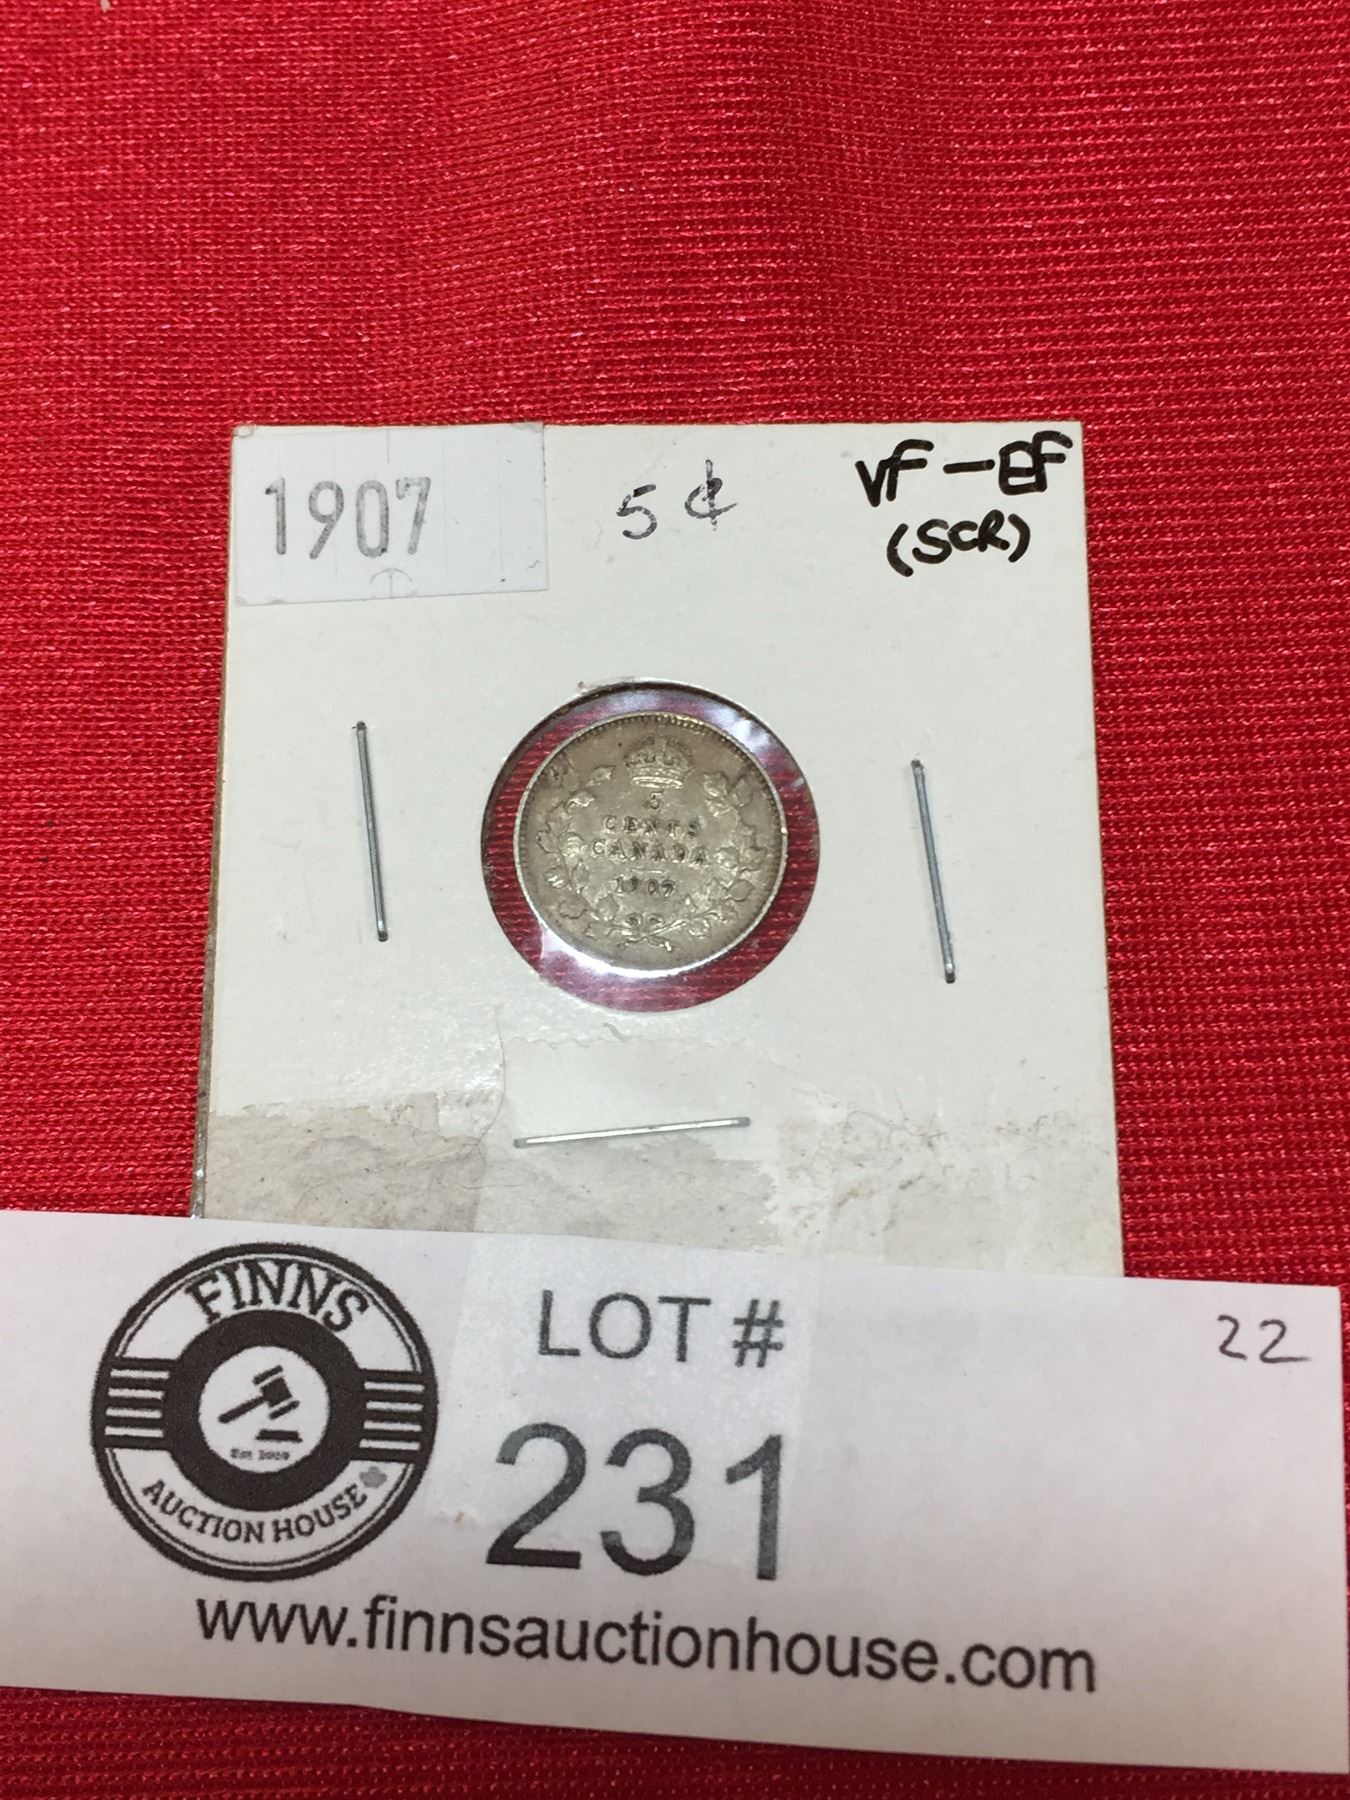 1907
5 ¢
VF-EF
(SCR)
5
CENTS
CANADA
1907
FINNS
Est 2009
AUCTION HOUSE
LOT #
231
22
www.finnsauctionhouse.com